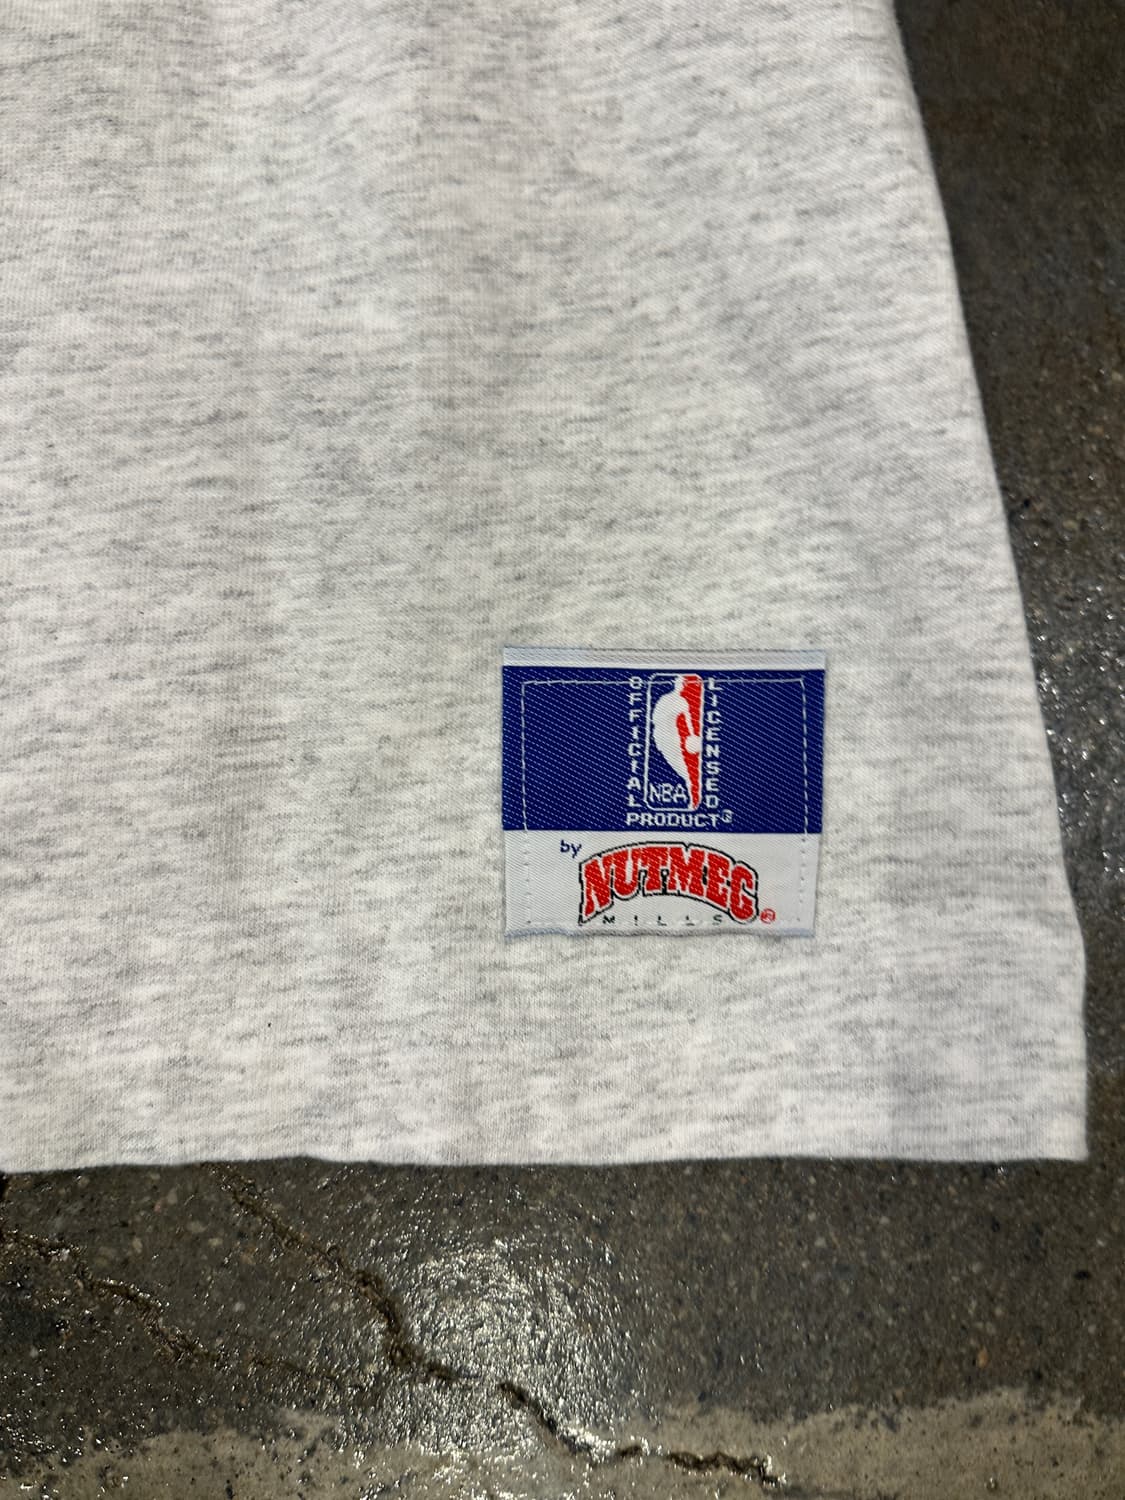 OFFICIAL
LICENSED
NBA
PRODUCT®
by
NUTMEG
MILLS ®